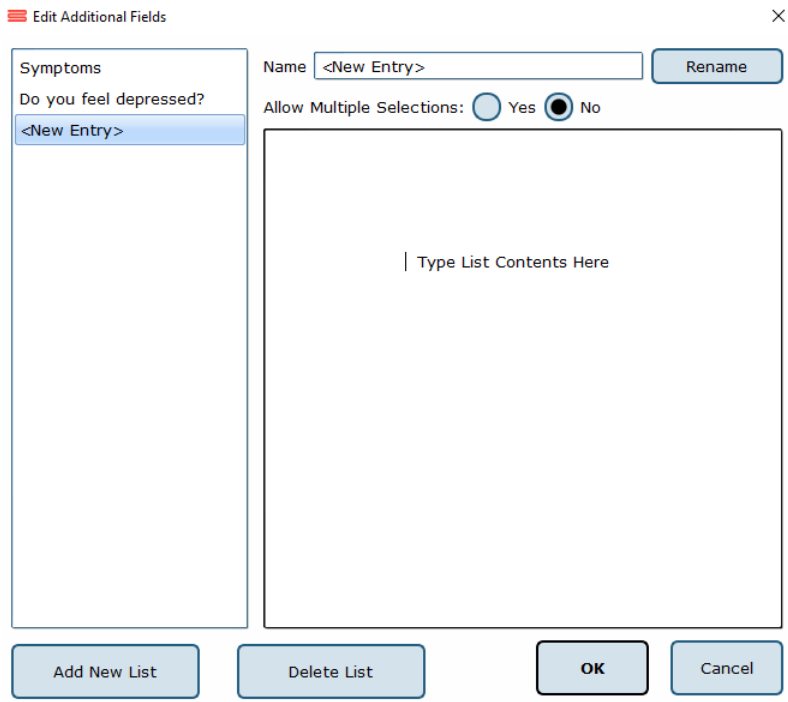 Edit Additional Fields
Symptoms
Do you feel depressed?
<New Entry>
Name <New Entry> Rename
Allow Multiple Selections: Yes No
Type List Contents Here
Add New List Delete List OK Cancel